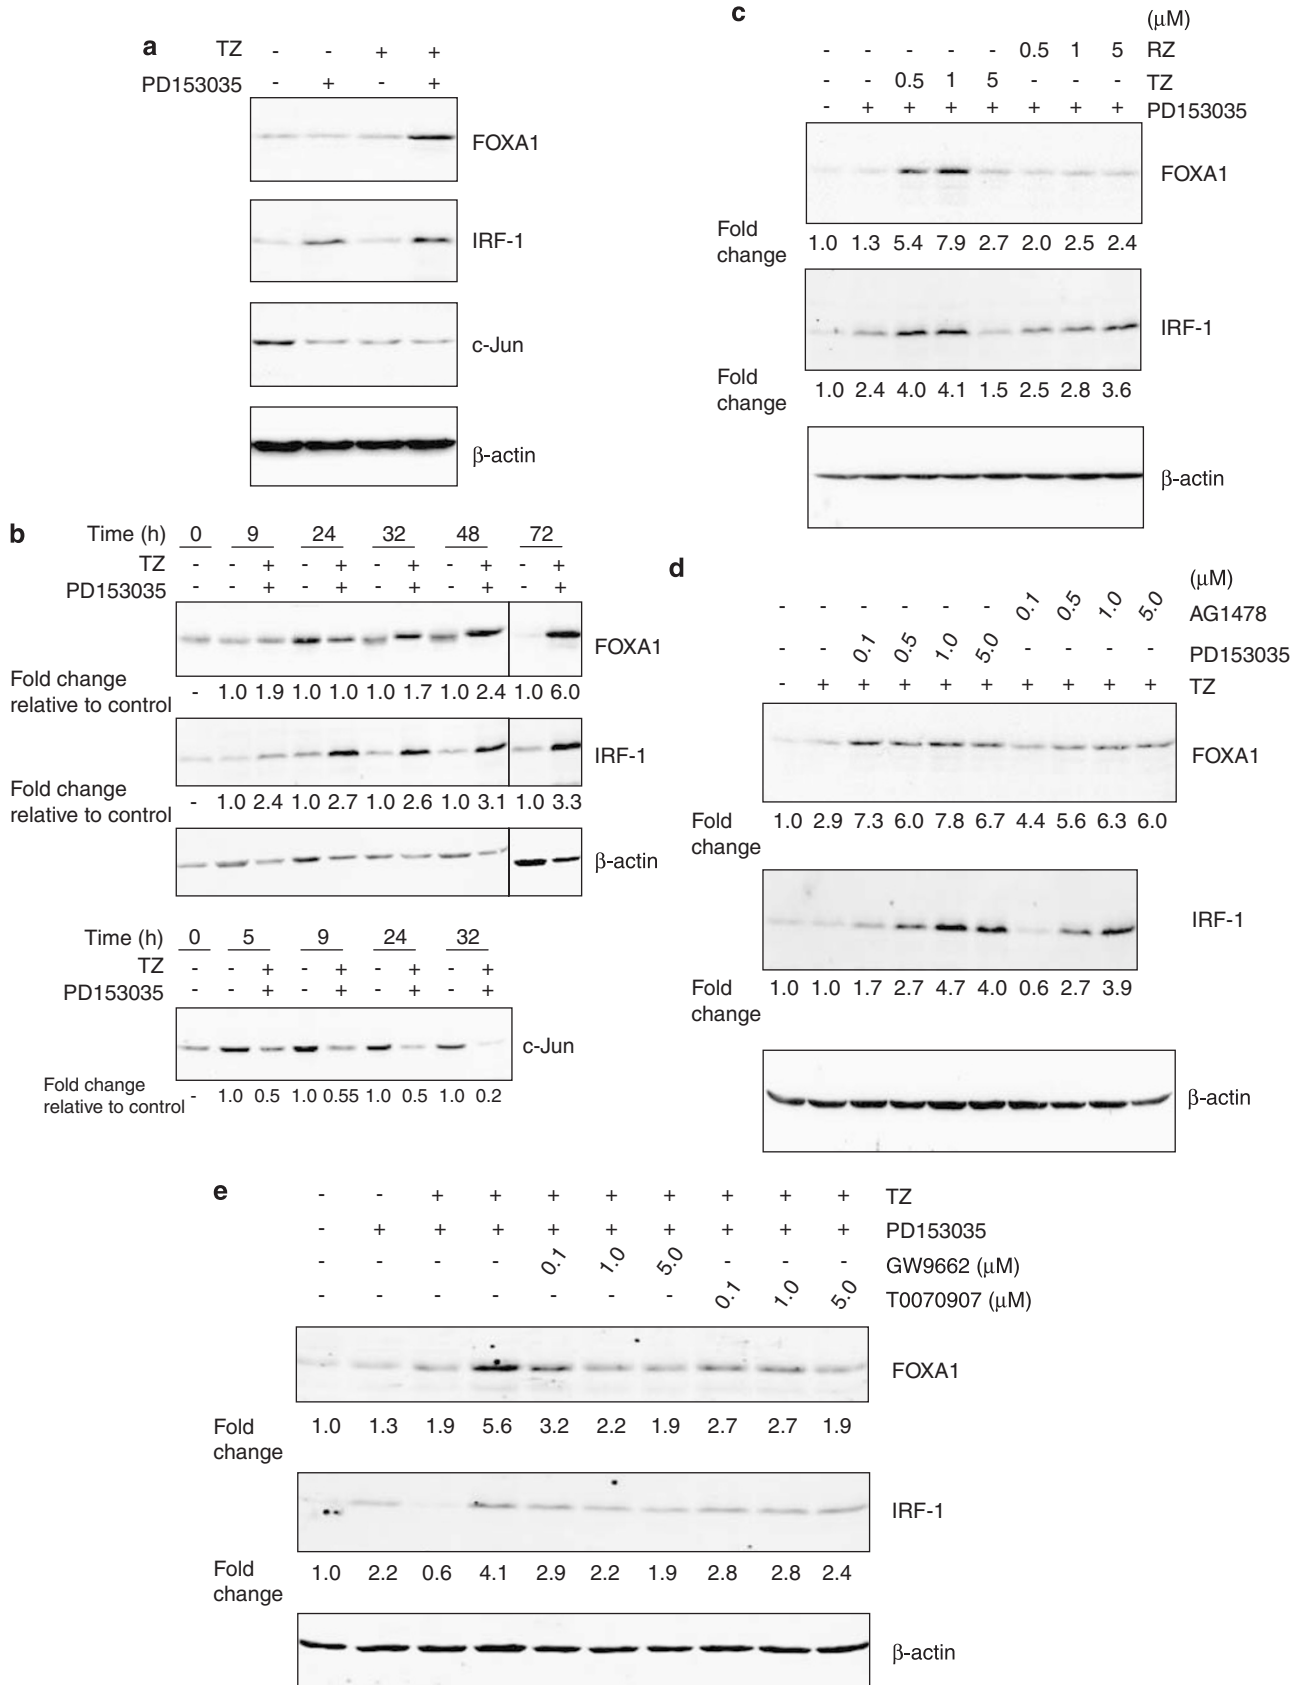 a
TZ - - + +
PD153035 - + - +
FOXA1
IRF-1
c-Jun
β-actin
b
Time (h) 0 9 24 32 48 72
TZ - - + - + - + - + - +
PD153035 - - + - + - + - + - +
FOXA1
Fold change relative to control - 1.0 1.9 1.0 1.0 1.0 1.7 1.0 2.4 1.0 6.0
IRF-1
Fold change relative to control - 1.0 2.4 1.0 2.7 1.0 2.6 1.0 3.1 1.0 3.3
β-actin
Time (h) 0 5 9 24 32
TZ - - + - + - + - +
PD153035 - - + - + - + - +
c-Jun
Fold change relative to control - 1.0 0.5 1.0 0.55 1.0 0.5 1.0 0.2
c
(μM)
- - - - - 0.5 1 5 RZ
- - 0.5 1 5 - - - TZ
- + + + + + + + PD153035
FOXA1
Fold change 1.0 1.3 5.4 7.9 2.7 2.0 2.5 2.4
IRF-1
Fold change 1.0 2.4 4.0 4.1 1.5 2.5 2.8 3.6
β-actin
d
(μM)
- - - - - - 0.1 0.5 1.0 5.0 AG1478
- - 0.1 0.5 1.0 5.0 - - - - PD153035
- + + + + + + + + + TZ
FOXA1
Fold change 1.0 2.9 7.3 6.0 7.8 6.7 4.4 5.6 6.3 6.0
IRF-1
Fold change 1.0 1.0 1.7 2.7 4.7 4.0 0.6 2.7 3.9
β-actin
e
- - + + + + + + + + TZ
- + + + + + + + + + PD153035
- - - - 0.1 1.0 5.0 - - - GW9662 (μM)
- - - - - - - 0.1 1.0 5.0 T0070907 (μM)
FOXA1
Fold change 1.0 1.3 1.9 5.6 3.2 2.2 1.9 2.7 2.7 1.9
IRF-1
Fold change 1.0 2.2 0.6 4.1 2.9 2.2 1.9 2.8 2.8 2.4
β-actin